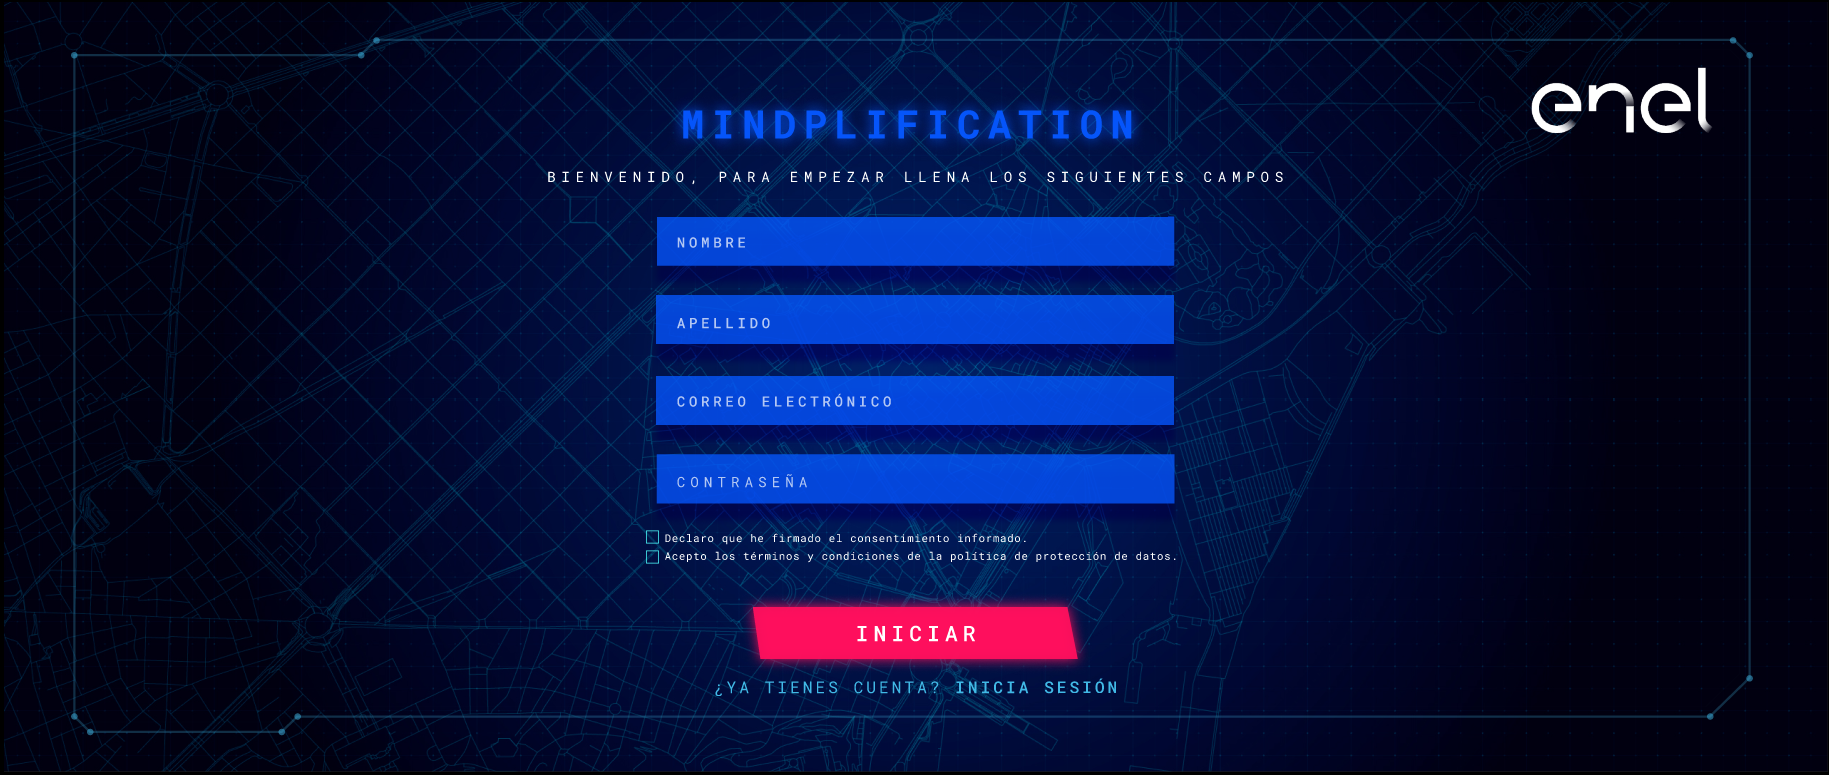 enel
MINDPLIFICATION
BIENVENIDO, PARA EMPEZAR LLENA LOS SIGUIENTES CAMPOS
NOMBRE
APELLIDO
CORREO ELECTRÓNICO
CONTRASEÑA
Declaro que he firmado el consentimiento informado.
Acepto los términos y condiciones de la política de protección de datos.
INICIAR
¿YA TIENES CUENTA? INICIA SESIÓN